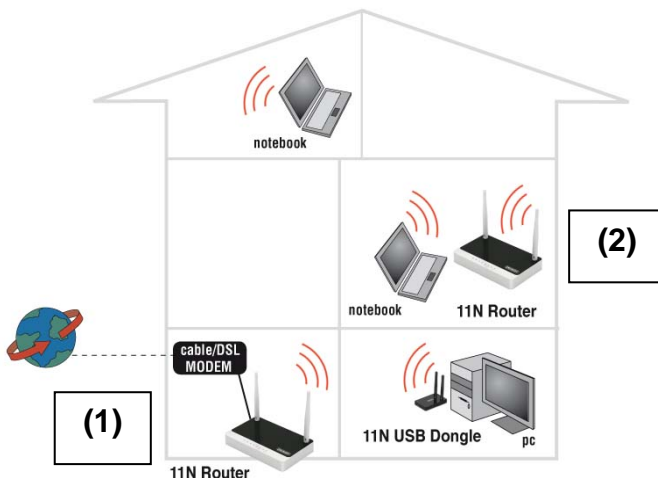 notebook
(2)
notebook
11N Router
cable/DSL
MODEM
(1)
11N USB Dongle
pc
11N Router